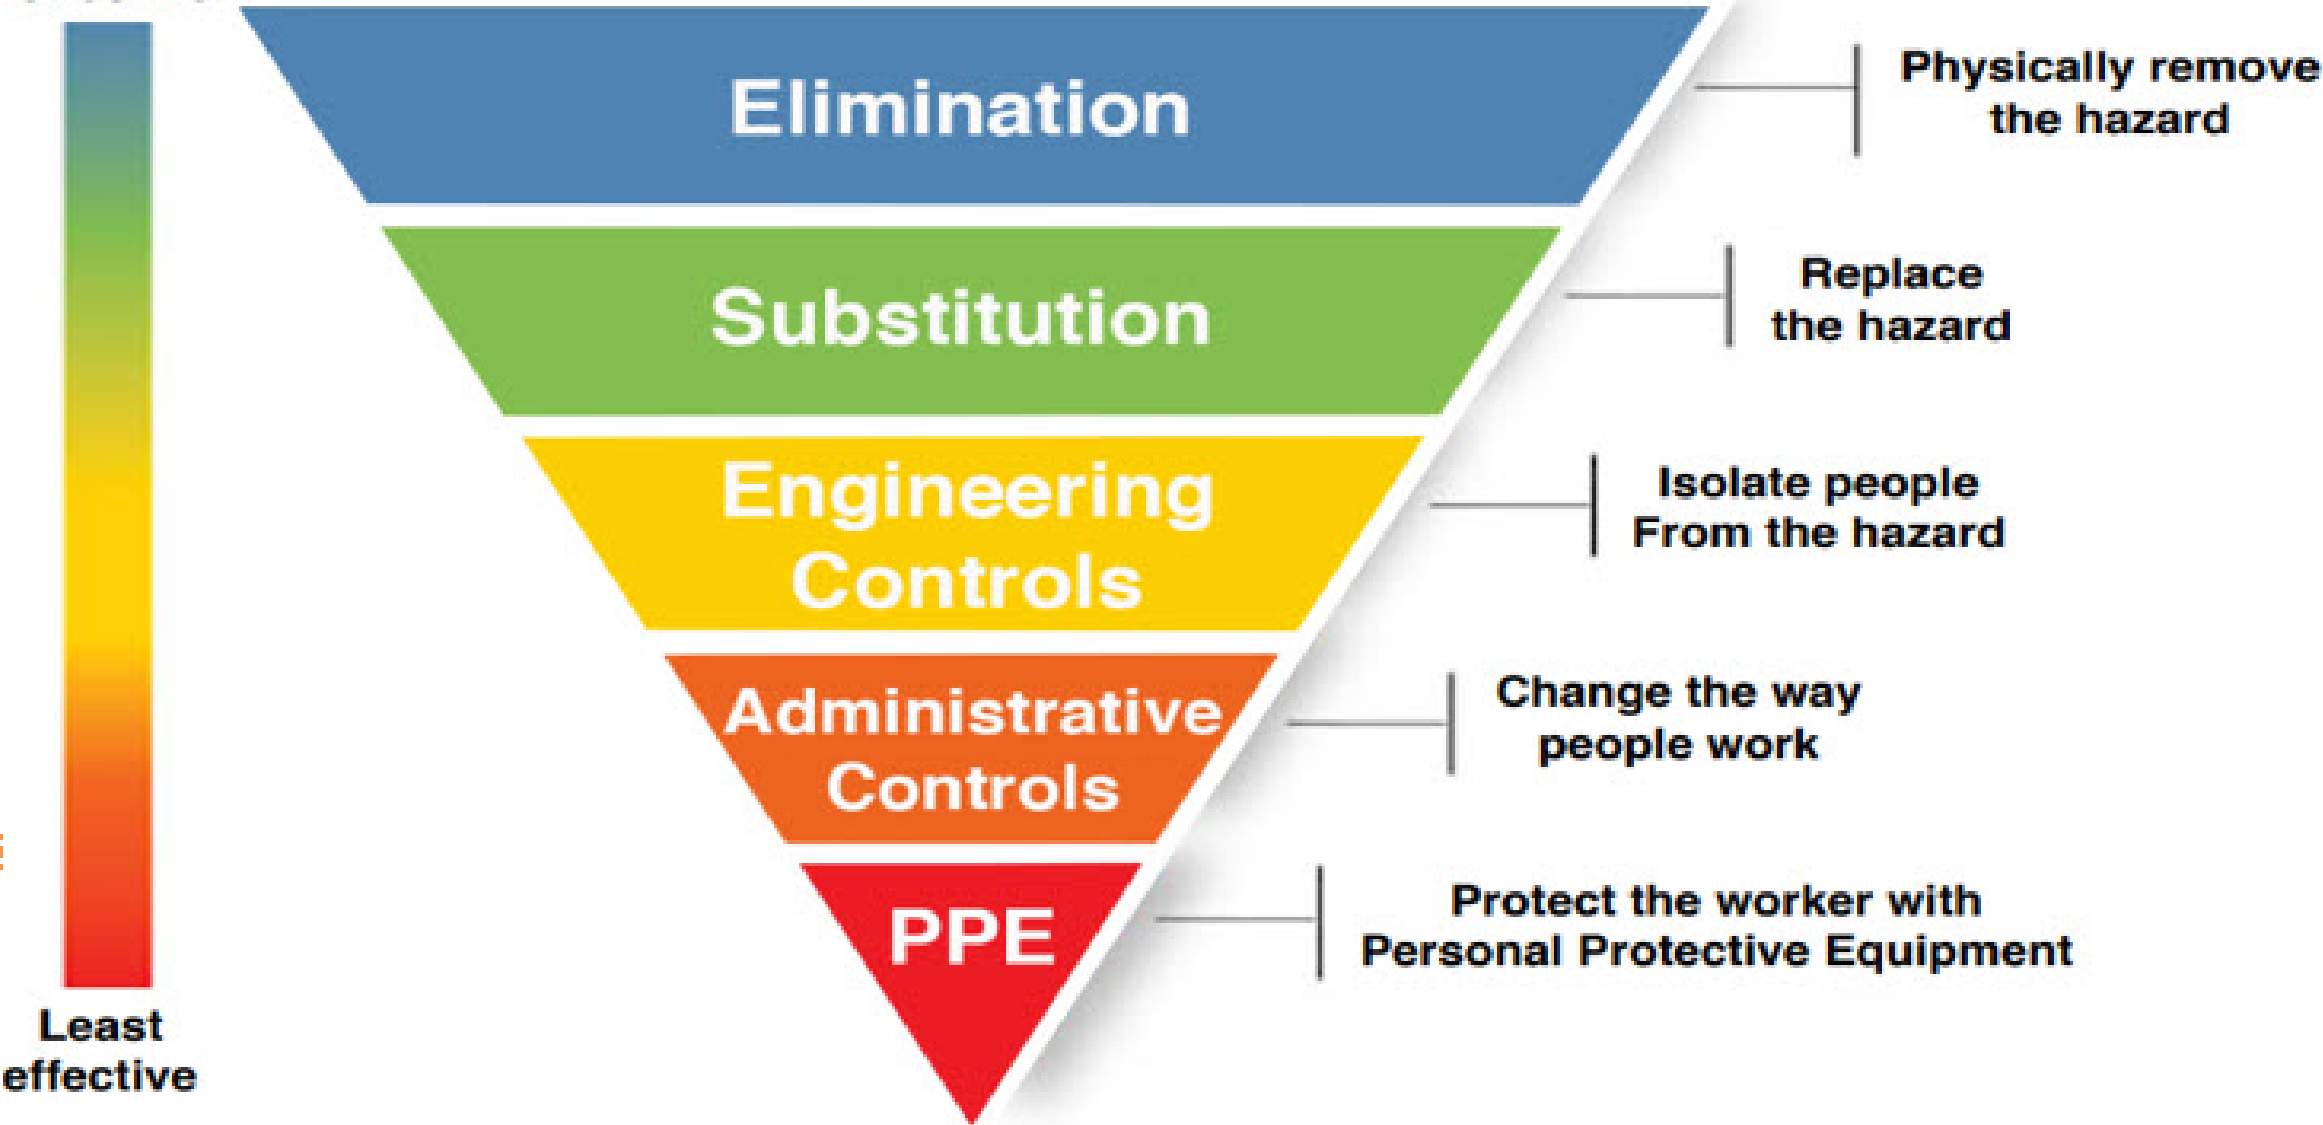 Elimination
Physically remove
the hazard
Substitution
Replace
the hazard
Engineering
Controls
Isolate people
From the hazard
Administrative
Controls
Change the way
people work
PPE
Protect the worker with
Personal Protective Equipment
Least
effective